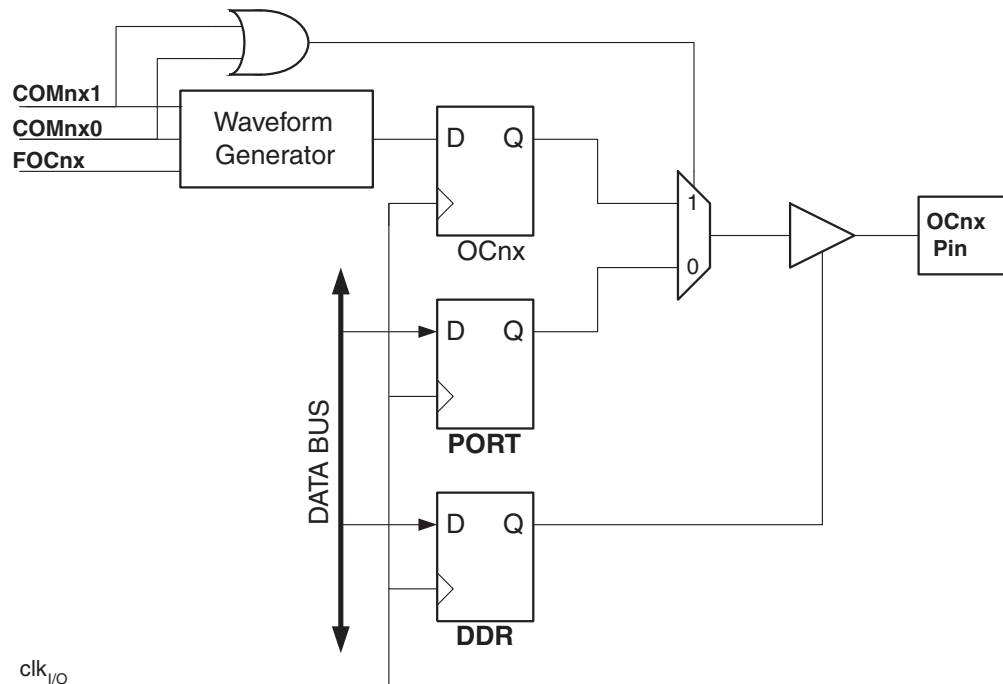 COMnx1
COMnx0
FOCnx
Waveform
Generator
D Q
OCnx
1
0
OCnx
Pin
D Q
PORT
DATA BUS
D Q
DDR
clkI/O